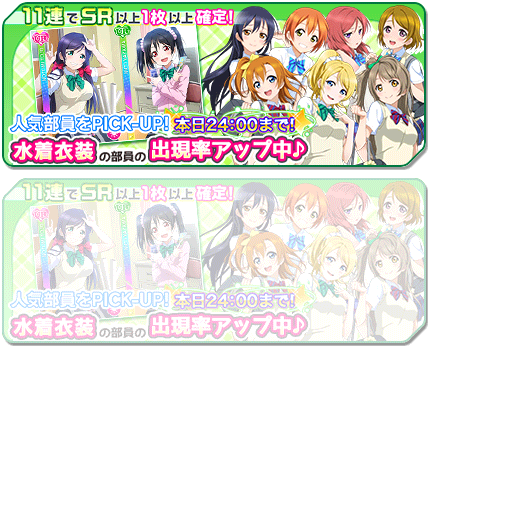 11連でSR以上1枚以上確定!
人気部員をPICK-UP! 本日24:00まで!
水着衣装の部員の出現率アップ中♪
11連でSR以上1枚以上確定!
人気部員をPICK-UP! 本日24:00まで!
水着衣装の部員の出現率アップ中♪